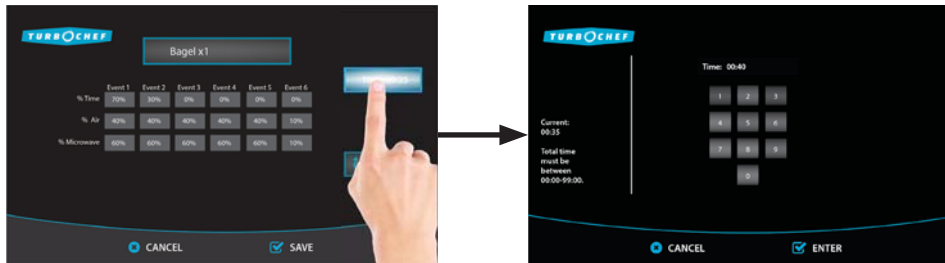 TURBOCHEF
Bagel x1
Event 1 Event 2 Event 3 Event 4 Event 5 Event 6
% Time 70% 30% 0% 0% 0% 0%
% Air 40% 40% 40% 40% 40% 10%
% Microwave 60% 60% 60% 60% 60% 10%
CANCEL SAVE
TURBOCHEF
Time: 00:40
1 2 3
4 5 6
7 8 9
0
Current:
00:35
Total time
must be
between
00:00-99:00.
CANCEL ENTER